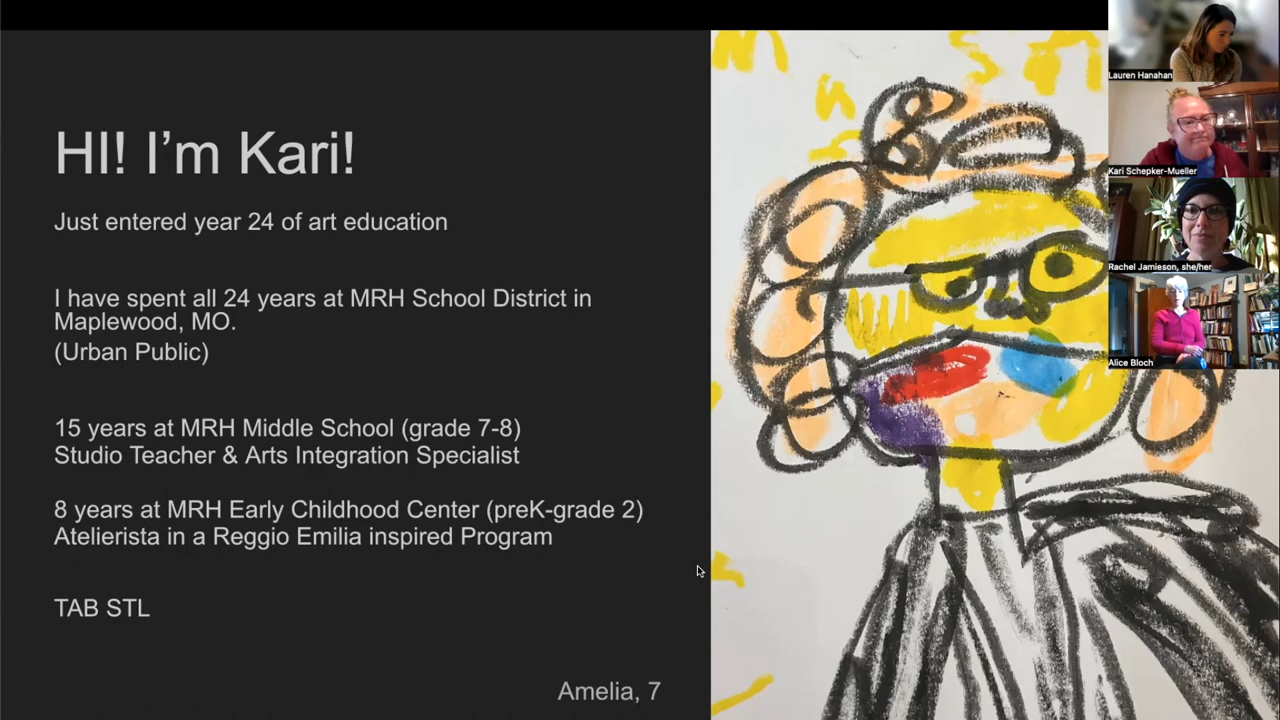 HI! I'm Kari!
Just entered year 24 of art education
I have spent all 24 years at MRH School District in
Maplewood, MO.
(Urban Public)
15 years at MRH Middle School (grade 7-8)
Studio Teacher & Arts Integration Specialist
8 years at MRH Early Childhood Center (preK-grade 2)
Atelierista in a Reggio Emilia inspired Program
TAB STL
Amelia, 7
Lauren Hanahan
Kari Schepker-Mueller
Rachel Jamieson, she/her
Alice Bloch